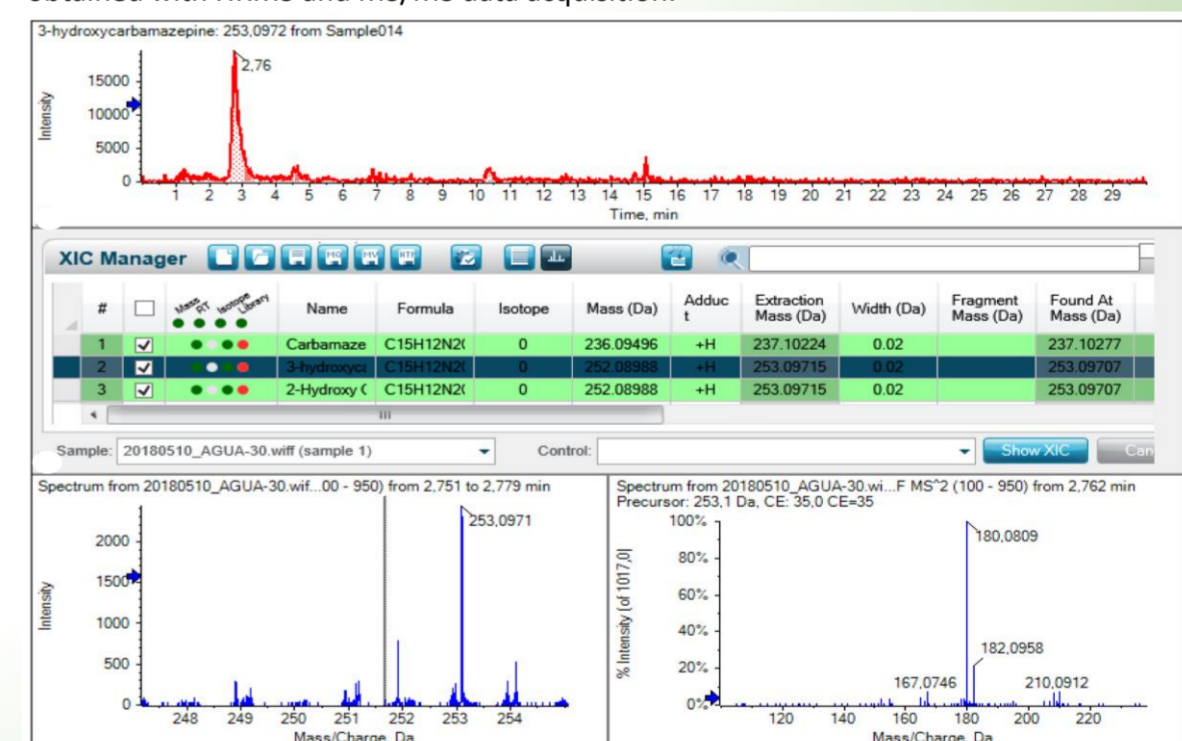 obtained with HRMS and MS/MS data acquisition.
3-hydroxycarbamazepine: 253,0972 from Sample014
2,76
15000
10000
5000
0
Intensity
1 2 3 4 5 6 7 8 9 10 11 12 13 14 15 16 17 18 19 20 21 22 23 24 25 26 27 28 29
Time, min
XIC Manager
# Mass RT Isotope Library Name Formula Isotope Mass (Da) Adduc t Extraction Mass (Da) Width (Da) Fragment Mass (Da) Found At Mass (Da)
1 Carbamaze C15H12N2( 0 236.09496 +H 237.10224 0.02 237.10277
2 3-hydroxyca C15H12N2( 0 252.08988 +H 253.09715 0.02 253.09707
3 2-Hydroxy ( C15H12N2( 0 252.08988 +H 253.09715 0.02 253.09707
Sample: 20180510_AGUA-30.wiff (sample 1) Control: Show XIC Can
Spectrum from 20180510_AGUA-30.wif...00 - 950) from 2,751 to 2,779 min
253,0971
2000
1500
1000
500
0
Intensity
248 249 250 251 252 253 254
Mass/Charge, Da
Spectrum from 20180510_AGUA-30.wi...F MS^2 (100 - 950) from 2,762 min
Precursor: 253,1 Da, CE: 35,0 CE=35
100%
80%
60%
40%
20%
0%
% Intensity (of 1017,0)
180,0809
182,0958
167,0746
210,0912
120 140 160 180 200 220
Mass/Charge, Da